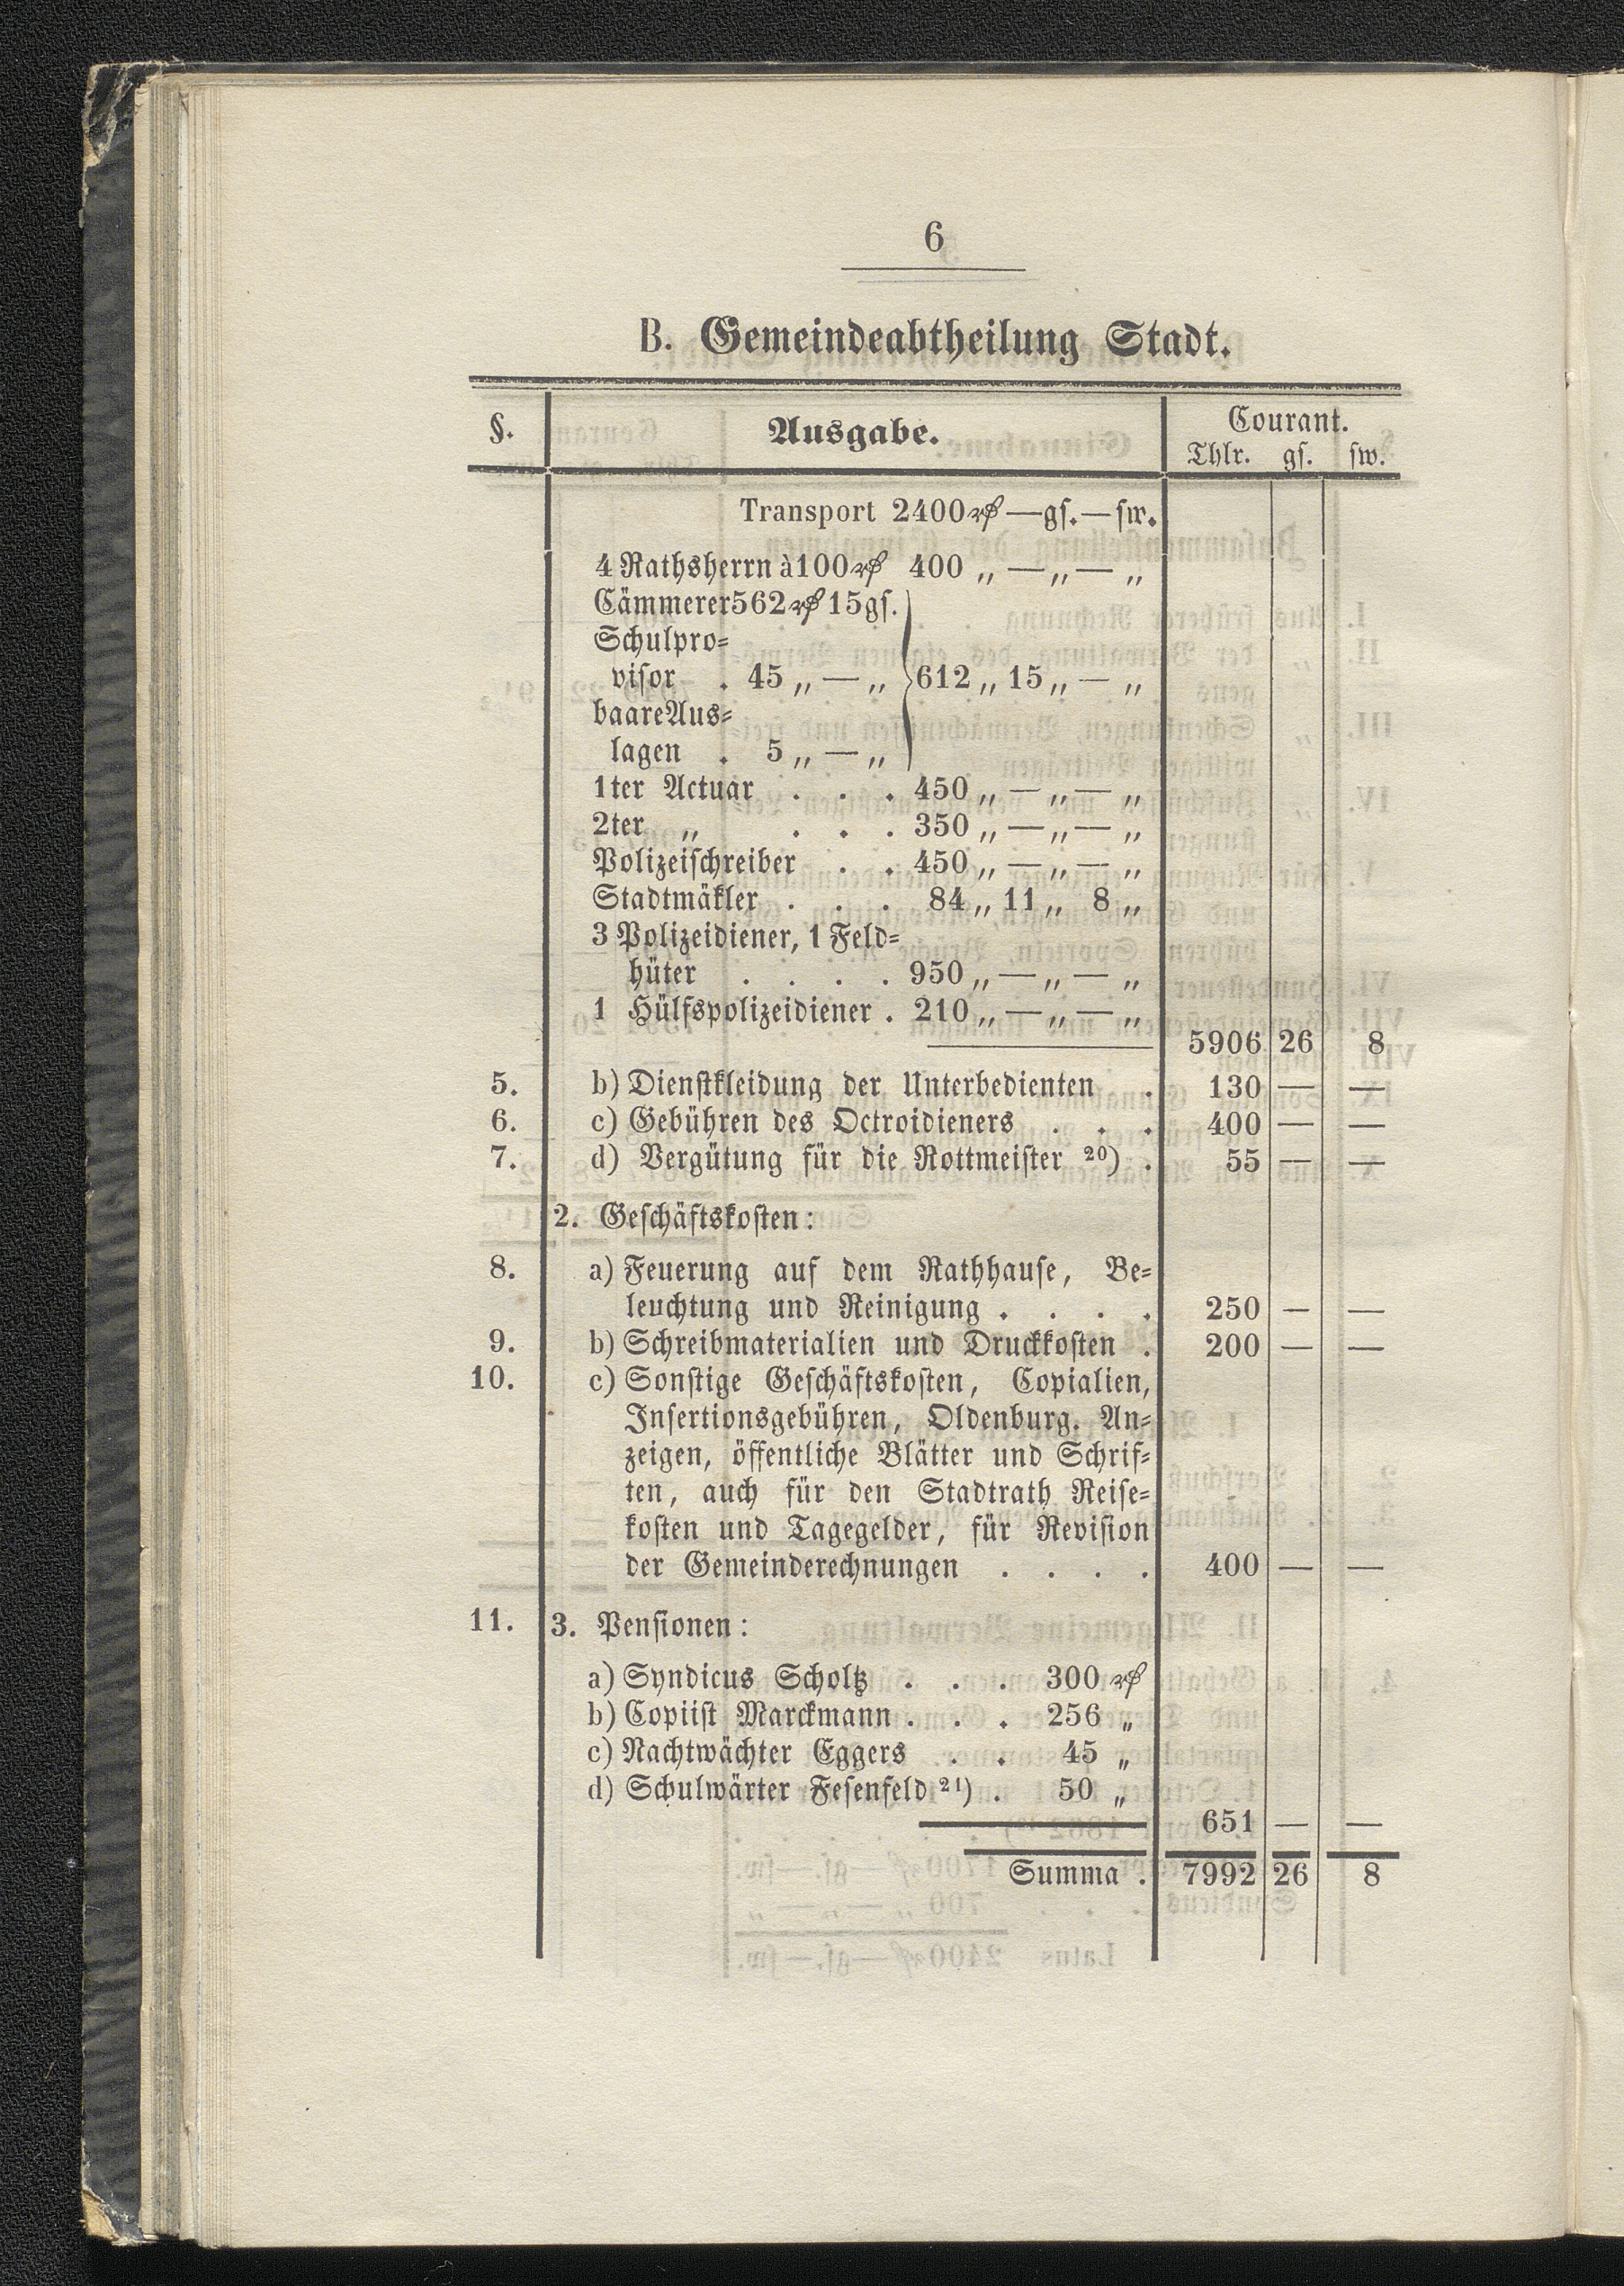 6
B. Gemeindeabtheilung Stadt.
§. Ausgabe. Courant.
Thlr. gs. sw.
Transport 2400 ₰ — gs. — sw.
4 Rathsherrn à 100 ₰ 400 „ — „ — „
Cämmerer 562 ₰ 15 gs.
Schulpro=
visor . 45 „ — „ } 612 „ 15 „ — „
baare Aus=
lagen . 5 „ — „
1ter Actuar . . . 450 „ — „ — „
2ter „ . . . 350 „ — „ — „
Polizeischreiber . . 450 „ — „ — „
Stadtmäkler . . . 84 „ 11 „ 8 „
3 Polizeidiener, 1 Feld=
hüter . . . . 950 „ — „ — „
1 Hülfspolizeidiener . 210 „ — „ — „
5906 26 8
5. b) Dienstkleidung der Unterbedienten . 130 — —
6. c) Gebühren des Octroidieners . . . 400 — —
7. d) Vergütung für die Rottmeister 20) . 55 — —
2. Geschäftskosten:
8. a) Feuerung auf dem Rathhause, Be=
leuchtung und Reinigung . . . . 250 — —
9. b) Schreibmaterialien und Druckkosten . 200 — —
10. c) Sonstige Geschäftskosten, Copialien,
Insertionsgebühren, Oldenburg. An=
zeigen, öffentliche Blätter und Schrif=
ten, auch für den Stadtrath Reise=
kosten und Tagegelder, für Revision
der Gemeinderechnungen . . . . 400 — —
11. 3. Pensionen:
a) Syndicus Scholtz . . . 300 ₰
b) Copiist Marckmann . . . 256 „
c) Nachtwächter Eggers . . 45 „
d) Schulwärter Fesenfeld 21) . 50 „
651 — —
Summa . 7992 26 8